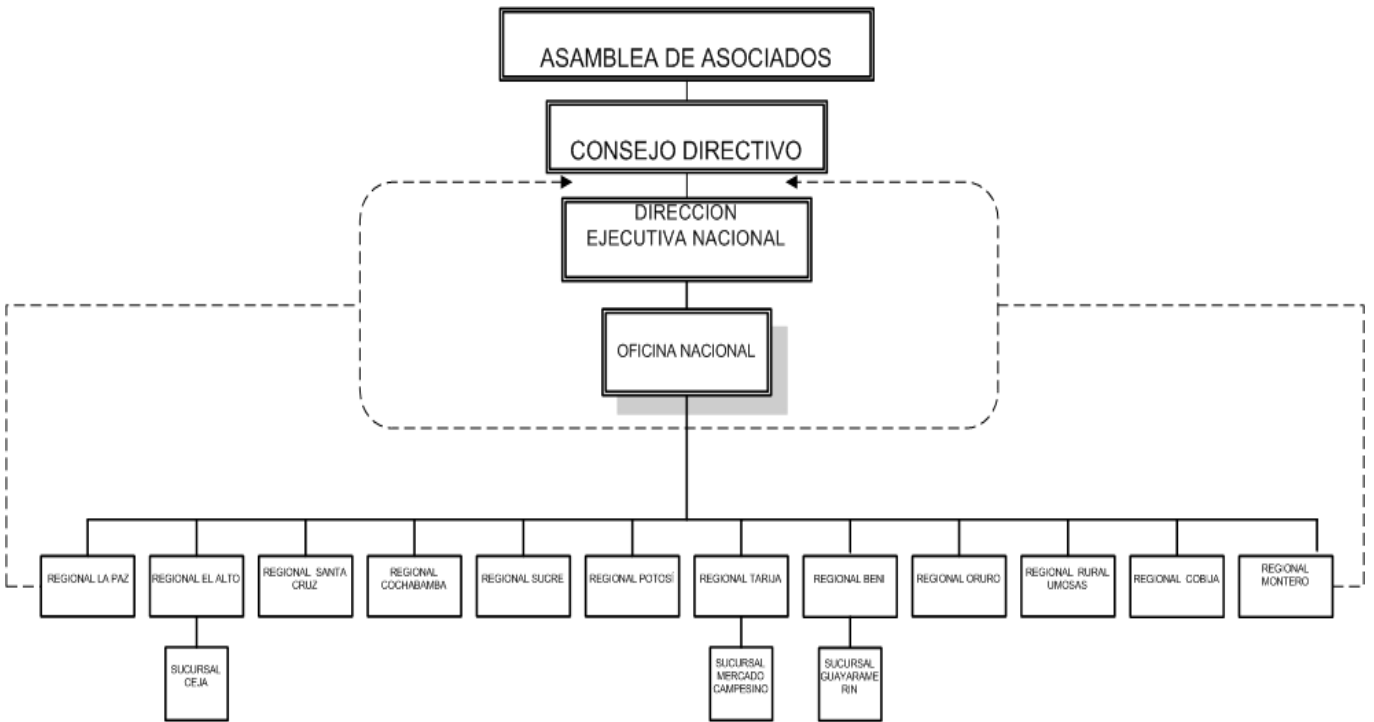 ASAMBLEA DE ASOCIADOS
CONSEJO DIRECTIVO
DIRECCION
EJECUTIVA NACIONAL
OFICINA NACIONAL
REGIONAL LA PAZ
REGIONAL EL ALTO
REGIONAL SANTA
CRUZ
REGIONAL
COCHABAMBA
REGIONAL SUCRE
REGIONAL POTOSÍ
REGIONAL TARIJA
REGIONAL BENI
REGIONAL ORURO
REGIONAL RURAL
UMOSAS
REGIONAL COBIJA
REGIONAL
MONTERO
SUCURSAL
CEJA
SUCURSAL
MERCADO
CAMPESINO
SUCURSAL
GUAYARAME
RIN